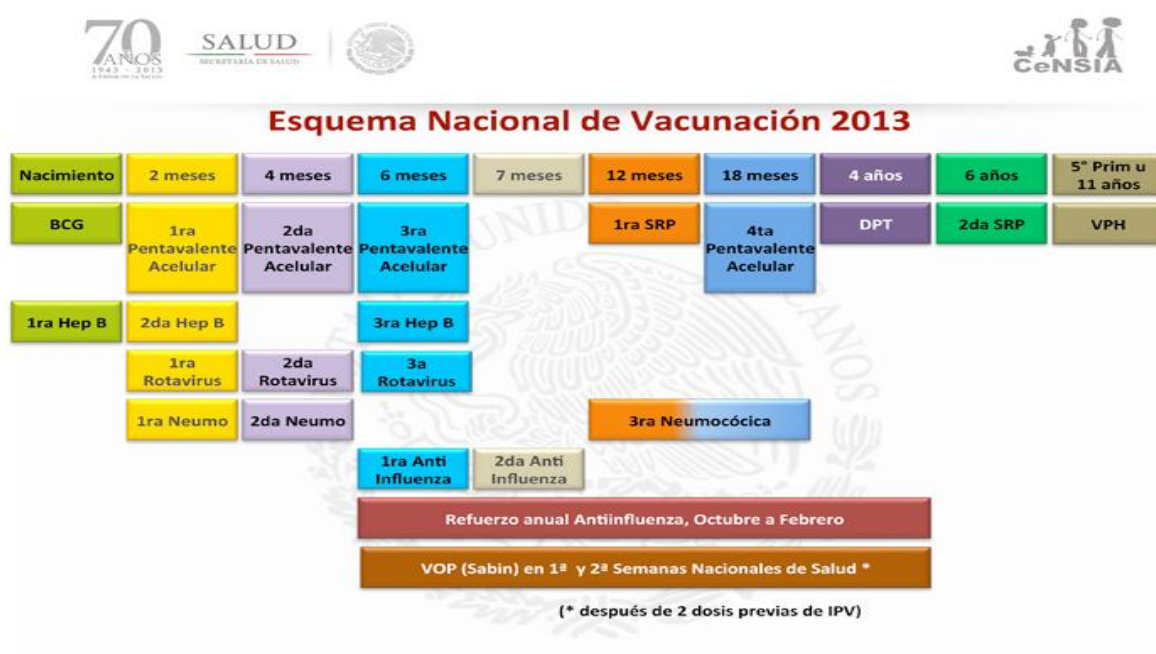 70
AÑOS
1943 - 2013
SALUD
SECRETARÍA DE SALUD
CeNSIA
Esquema Nacional de Vacunación 2013
Nacimiento
2 meses
4 meses
6 meses
7 meses
12 meses
18 meses
4 años
6 años
5° Prim u
11 años
BCG
1ra
Pentavalente
Acelular
2da
Pentavalente
Acelular
3ra
Pentavalente
Acelular
1ra SRP
4ta
Pentavalente
Acelular
DPT
2da SRP
VPH
1ra Hep B
2da Hep B
3ra Hep B
1ra
Rotavirus
2da
Rotavirus
3a
Rotavirus
1ra Neumo
2da Neumo
3ra Neumocócica
1ra Anti
Influenza
2da Anti
Influenza
Refuerzo anual Antiinfluenza, Octubre a Febrero
VOP (Sabin) en 1ª y 2ª Semanas Nacionales de Salud *
(* después de 2 dosis previas de IPV)